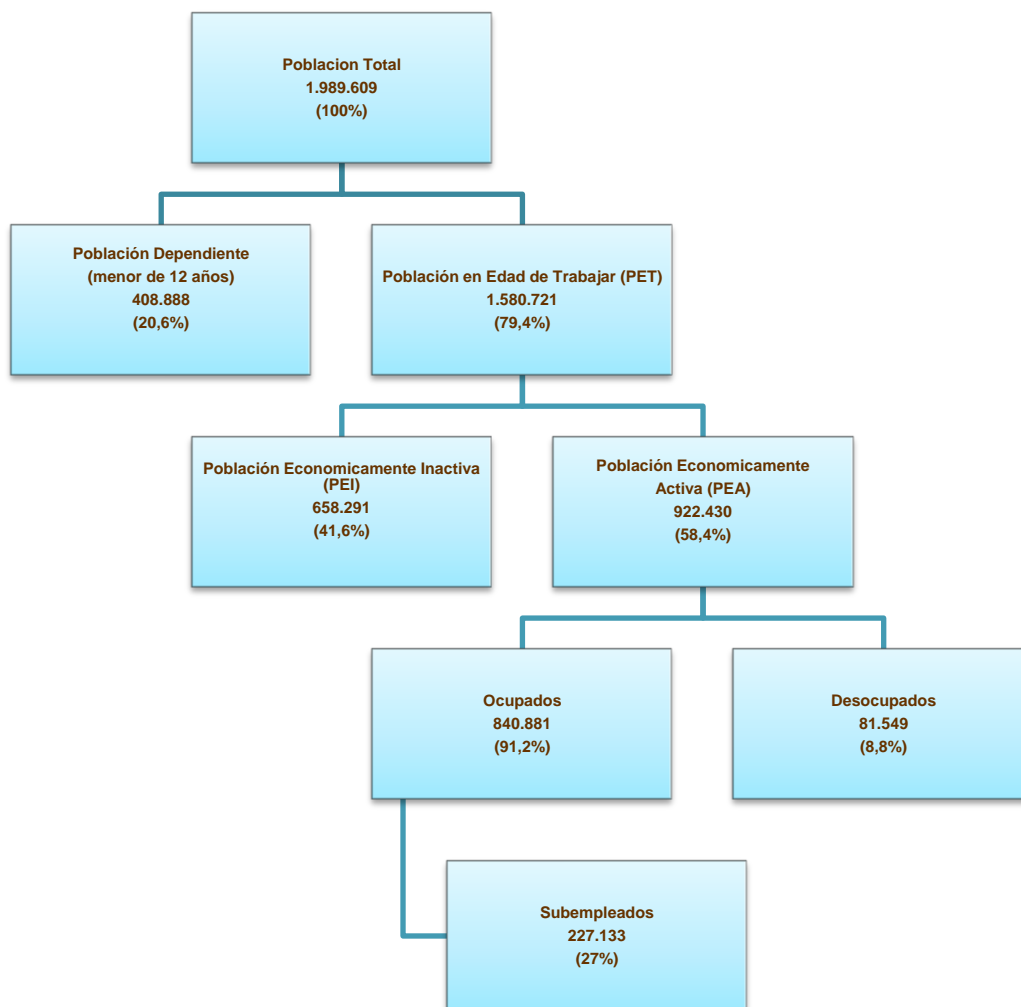 Poblacion Total
1.989.609
(100%)
Población Dependiente
(menor de 12 años)
408.888
(20,6%)
Población en Edad de Trabajar (PET)
1.580.721
(79,4%)
Población Economicamente Inactiva
(PEI)
658.291
(41,6%)
Población Economicamente
Activa (PEA)
922.430
(58,4%)
Ocupados
840.881
(91,2%)
Desocupados
81.549
(8,8%)
Subempleados
227.133
(27%)